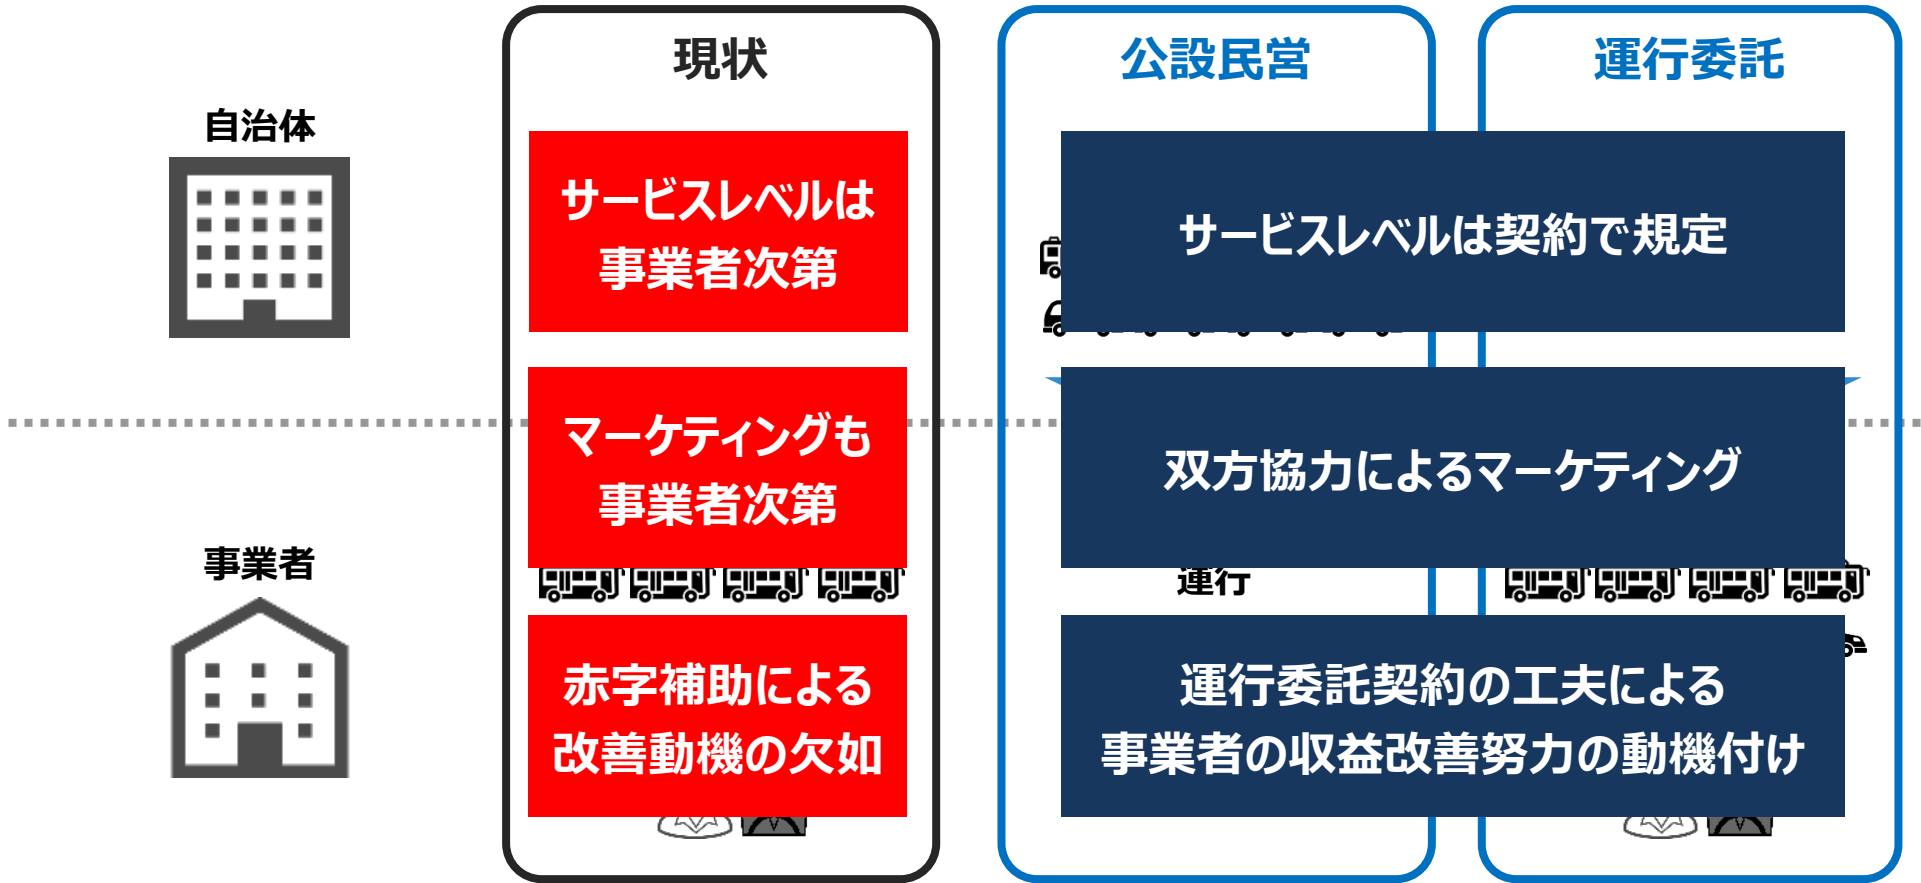 現状
公設民営
運行委託
自治体
サービスレベルは
事業者次第
サービスレベルは契約で規定
マーケティングも
事業者次第
双方協力によるマーケティング
事業者
運行
赤字補助による
改善動機の欠如
運行委託契約の工夫による
事業者の収益改善努力の動機付け